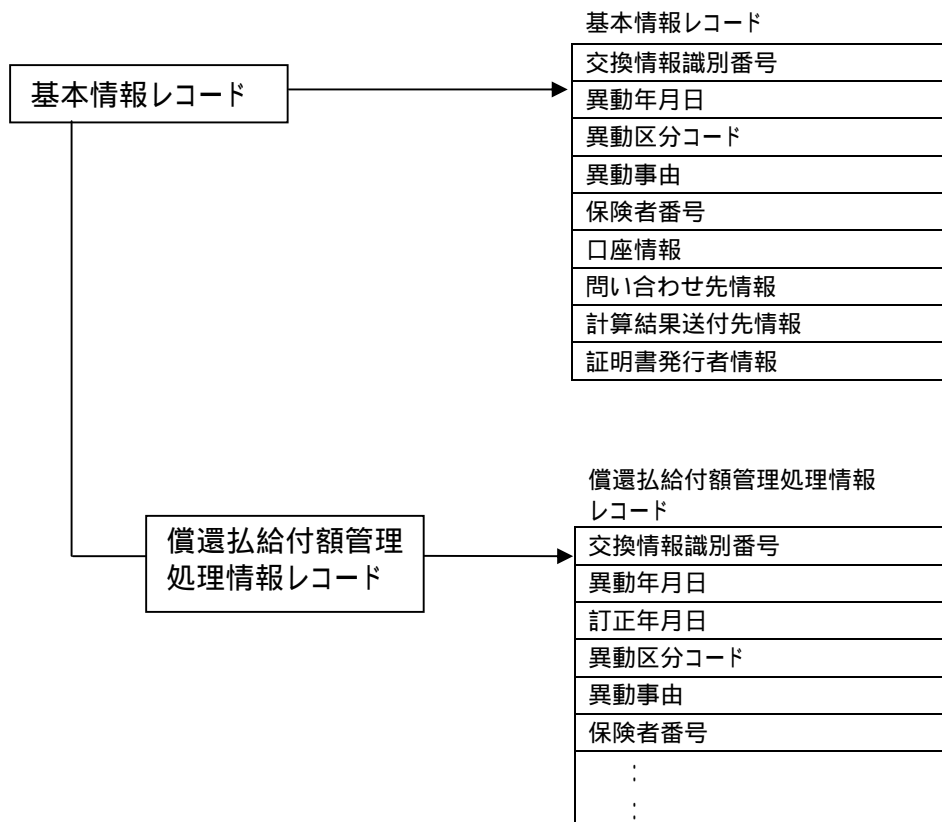 基本情報レコード
基本情報レコード
交換情報識別番号
異動年月日
異動区分コード
異動事由
保険者番号
口座情報
問い合わせ先情報
計算結果送付先情報
証明書発行者情報
償還払給付額管理
処理情報レコード
償還払給付額管理処理情報
レコード
交換情報識別番号
異動年月日
訂正年月日
異動区分コード
異動事由
保険者番号
:
: